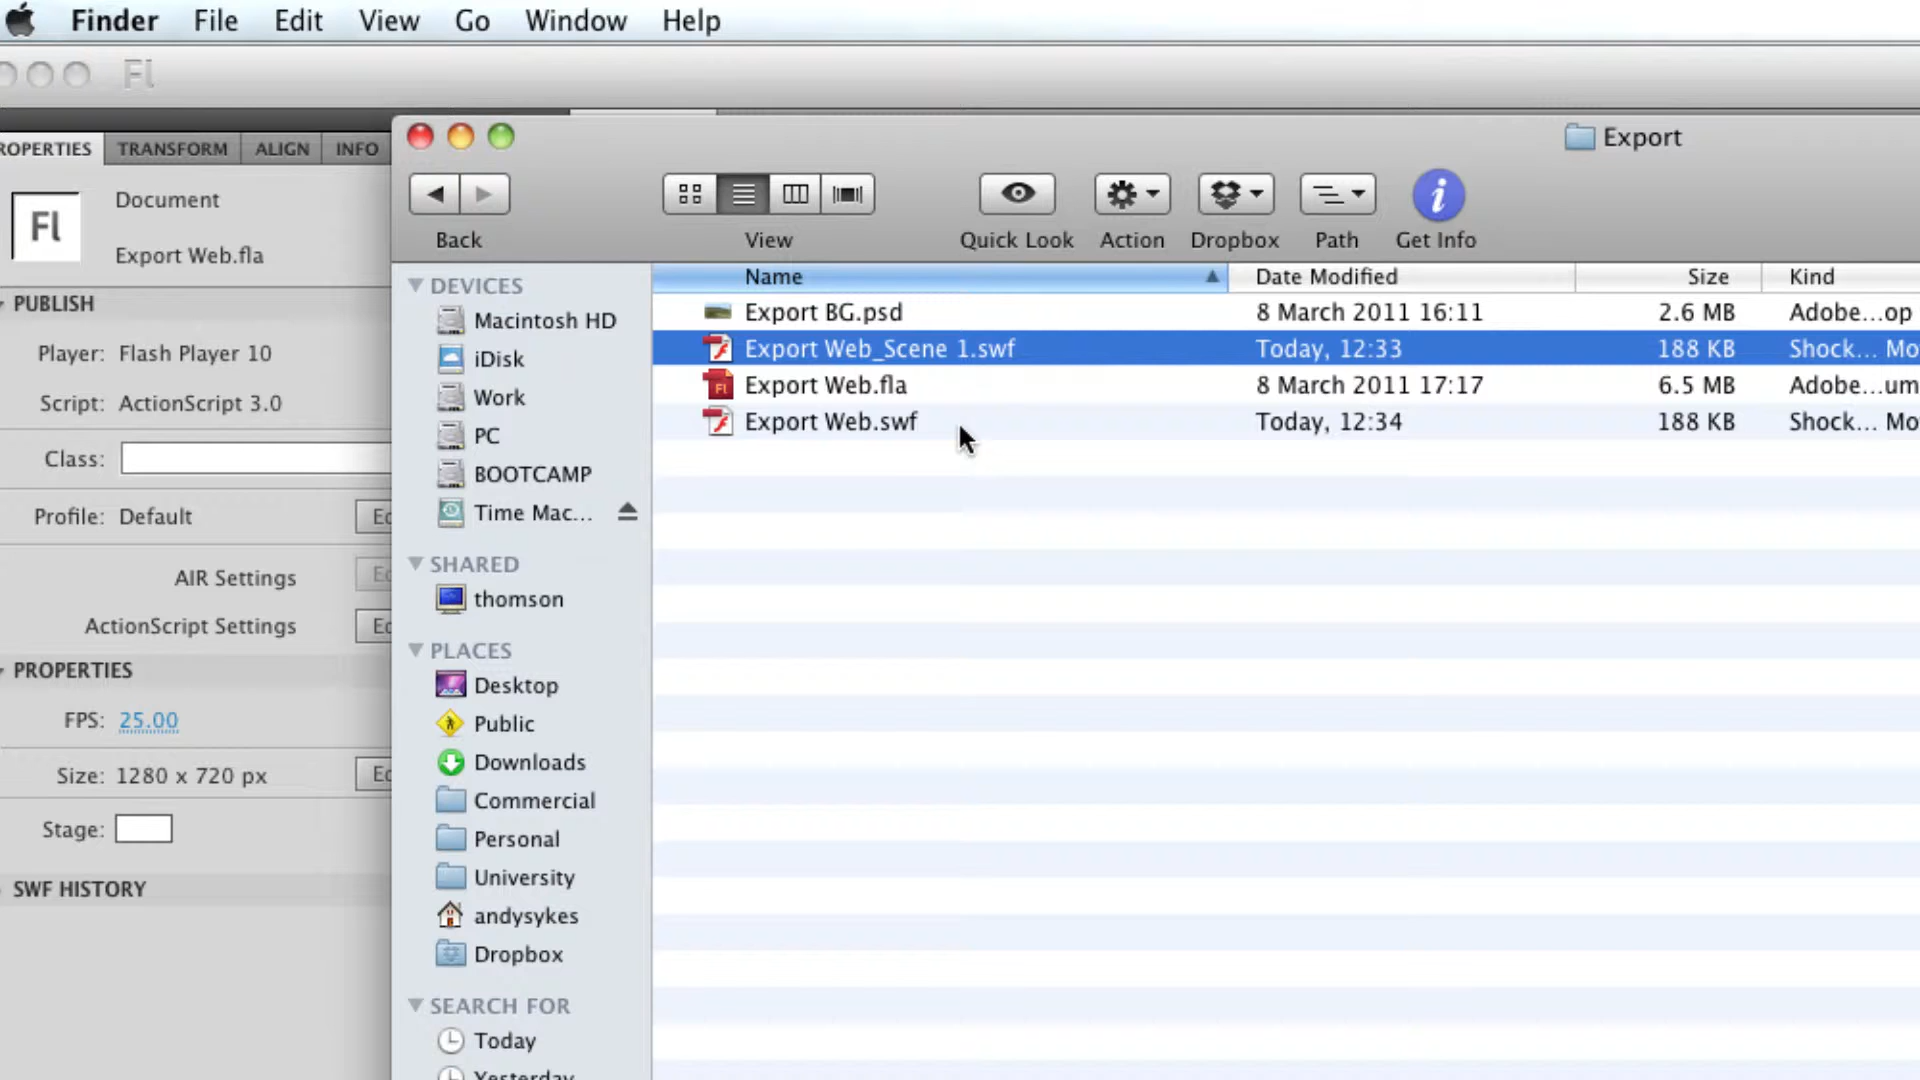 Finder File Edit View Go Window Help
Fl
ROPERTIES TRANSFORM ALIGN INFO
Fl
Document
Export Web.fla
PUBLISH
Player: Flash Player 10
Script: ActionScript 3.0
Class:
Profile: Default Ed
AIR Settings Ed
ActionScript Settings Ed
PROPERTIES
FPS: 25.00
Size: 1280 x 720 px Ed
Stage:
SWF HISTORY
Export
Back View Quick Look Action Dropbox Path Get Info
DEVICES
Macintosh HD
iDisk
Work
PC
BOOTCAMP
Time Mac...
SHARED
thomson
PLACES
Desktop
Public
Downloads
Commercial
Personal
University
andysykes
Dropbox
SEARCH FOR
Today
Yesterday
Name Date Modified Size Kind
Export BG.psd 8 March 2011 16:11 2.6 MB Adobe...op
Export Web_Scene 1.swf Today, 12:33 188 KB Shock... Mo
Export Web.fla 8 March 2011 17:17 6.5 MB Adobe...um
Export Web.swf Today, 12:34 188 KB Shock... Mo